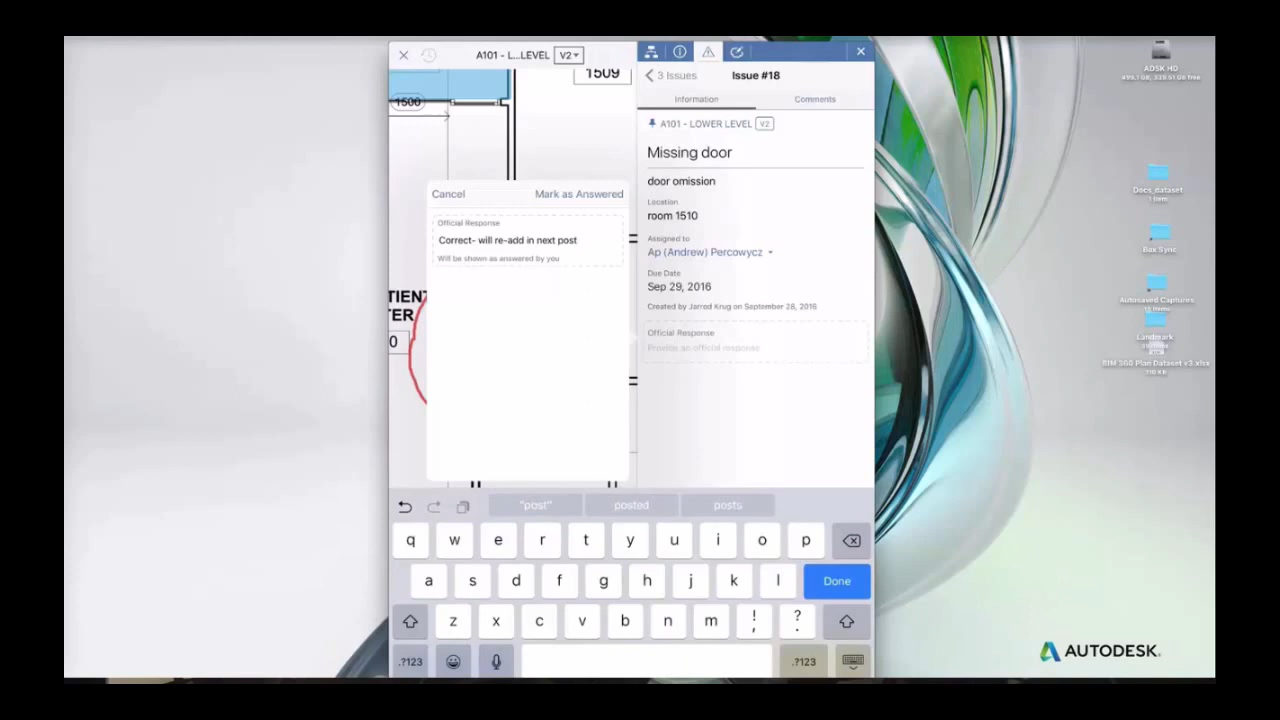 A101 - L...LEVEL V2
1509
1500
Cancel
Mark as Answered
Official Response
Correct- will re-add in next post
Will be shown as answered by you
TIENT
TER
0
3 Issues
Issue #18
Information
Comments
A101 - LOWER LEVEL V2
Missing door
door omission
Location
room 1510
Assigned to
Ap (Andrew) Percowycz
Due Date
Sep 29, 2016
Created by Jarrod Krug on September 28, 2016
Official Response
Provide an official response
"post" posted posts
q w e r t y u i o p
a s d f g h j k l Done
z x c v b n m ! , ? .
.?123 .?123
ADSK HD
Docs_dataset
1 item
Box Sync
Autosaved Captures
Landmark
BIM 360 Plan Dataset v3.xlsx
AUTODESK.